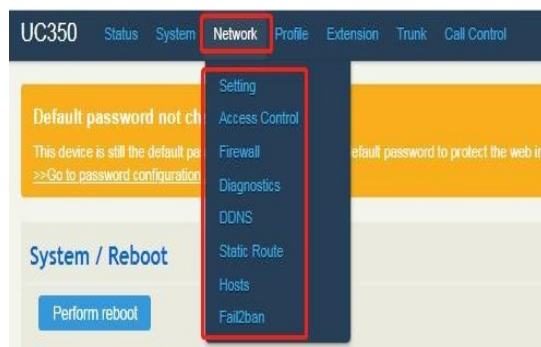 UC350 Status System Network Profile Extension Trunk Call Control
Setting
Access Control
Firewall
Diagnostics
DDNS
Static Route
Hosts
Fail2ban
Default password not ch
This device is still the default pa efault password to protect the web in
>>Go to password configuration
System / Reboot
Perform reboot